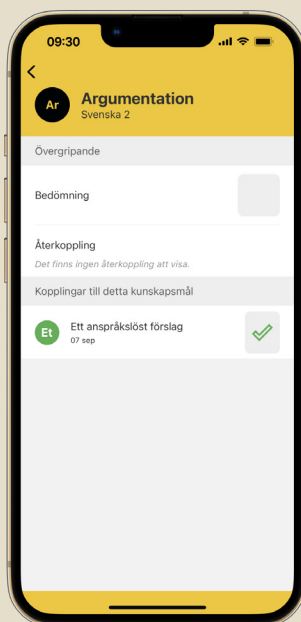 09:30
Ar
Argumentation
Svenska 2
Övergripande
Bedömning
Återkoppling
Det finns ingen återkoppling att visa.
Kopplingar till detta kunskapsmål
Et
Ett anspråkslöst förslag
07 sep